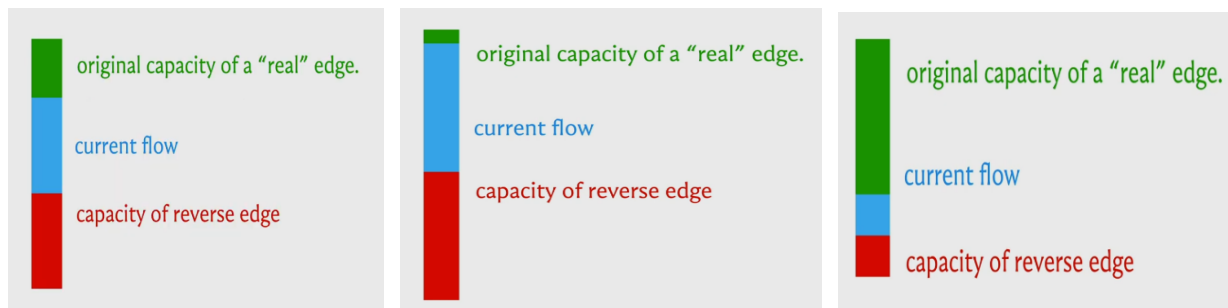 original capacity of a “real” edge.
current flow
capacity of reverse edge
original capacity of a “real” edge.
current flow
capacity of reverse edge
original capacity of a “real” edge.
current flow
capacity of reverse edge